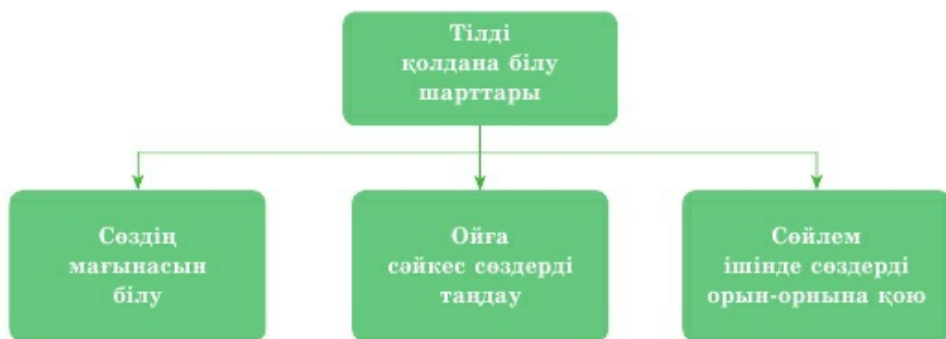 Тілді
қолдана білу
шарттары
Сөздің
мағынасын
білу
Ойға
сәйкес сөздерді
таңдау
Сөйлем
ішінде сөздерді
орын-орнына қою